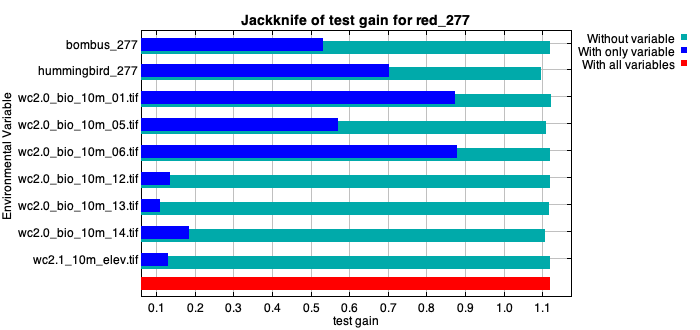 Jackknife of test gain for red_277
Without variable
With only variable
With all variables
Environmental Variable
bombus_277
hummingbird_277
wc2.0_bio_10m_01.tif
wc2.0_bio_10m_05.tif
wc2.0_bio_10m_06.tif
wc2.0_bio_10m_12.tif
wc2.0_bio_10m_13.tif
wc2.0_bio_10m_14.tif
wc2.1_10m_elev.tif
0.1 0.2 0.3 0.4 0.5 0.6 0.7 0.8 0.9 1.0 1.1
test gain